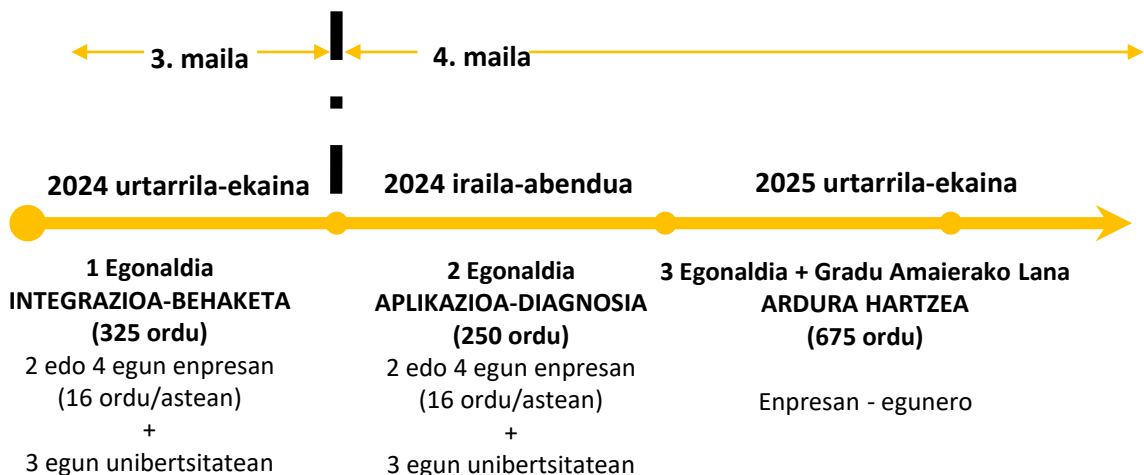 3. maila
4. maila
2024 urtarrila-ekaina
2024 iraila-abendua
2025 urtarrila-ekaina
1 Egonaldia
INTEGRAZIOA-BEHAKETA
(325 ordu)
2 edo 4 egun enpresan
(16 ordu/astean)
+
3 egun unibertsitatean
2 Egonaldia
APLIKAZIOA-DIAGNOSIA
(250 ordu)
2 edo 4 egun enpresan
(16 ordu/astean)
+
3 egun unibertsitatean
3 Egonaldia + Gradu Amaierako Lana
ARDURA HARTZEA
(675 ordu)
Enpresan - egunero